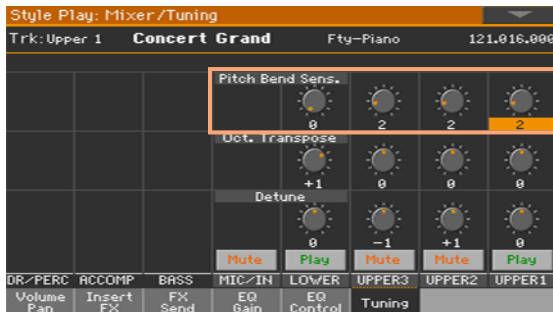 Style Play: Mixer/Tuning
Trk: Upper 1 Concert Grand Fty-Piano 121.016.000
Pitch Bend Sens.
0 2 2 2
Oct. Transpose
+1 0 0 0
Detune
0 -1 +1 0
Mute Play Mute Mute Play
DR/PERC ACCOMP BASS MIC/IN LOWER UPPER3 UPPER2 UPPER1
Volume Pan Insert FX FX Send EQ Gain EQ Control Tuning